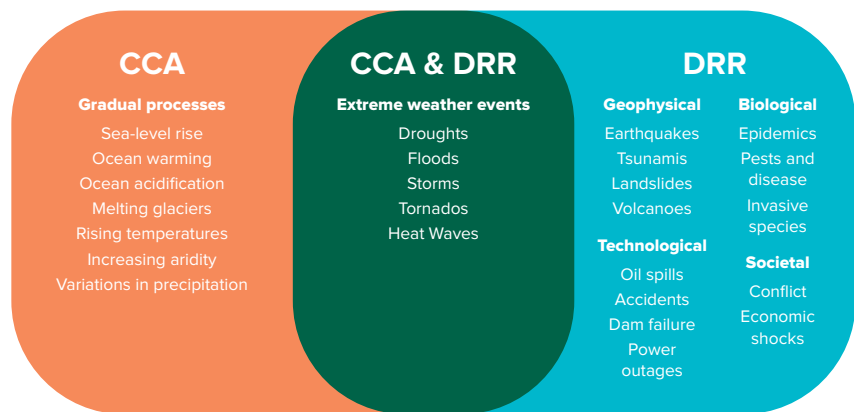 CCA
Gradual processes
Sea-level rise
Ocean warming
Ocean acidification
Melting glaciers
Rising temperatures
Increasing aridity
Variations in precipitation
CCA & DRR
Extreme weather events
Droughts
Floods
Storms
Tornados
Heat Waves
DRR
Geophysical
Earthquakes
Tsunamis
Landslides
Volcanoes
Technological
Oil spills
Accidents
Dam failure
Power
outages
Biological
Epidemics
Pests and
disease
Invasive
species
Societal
Conflict
Economic
shocks